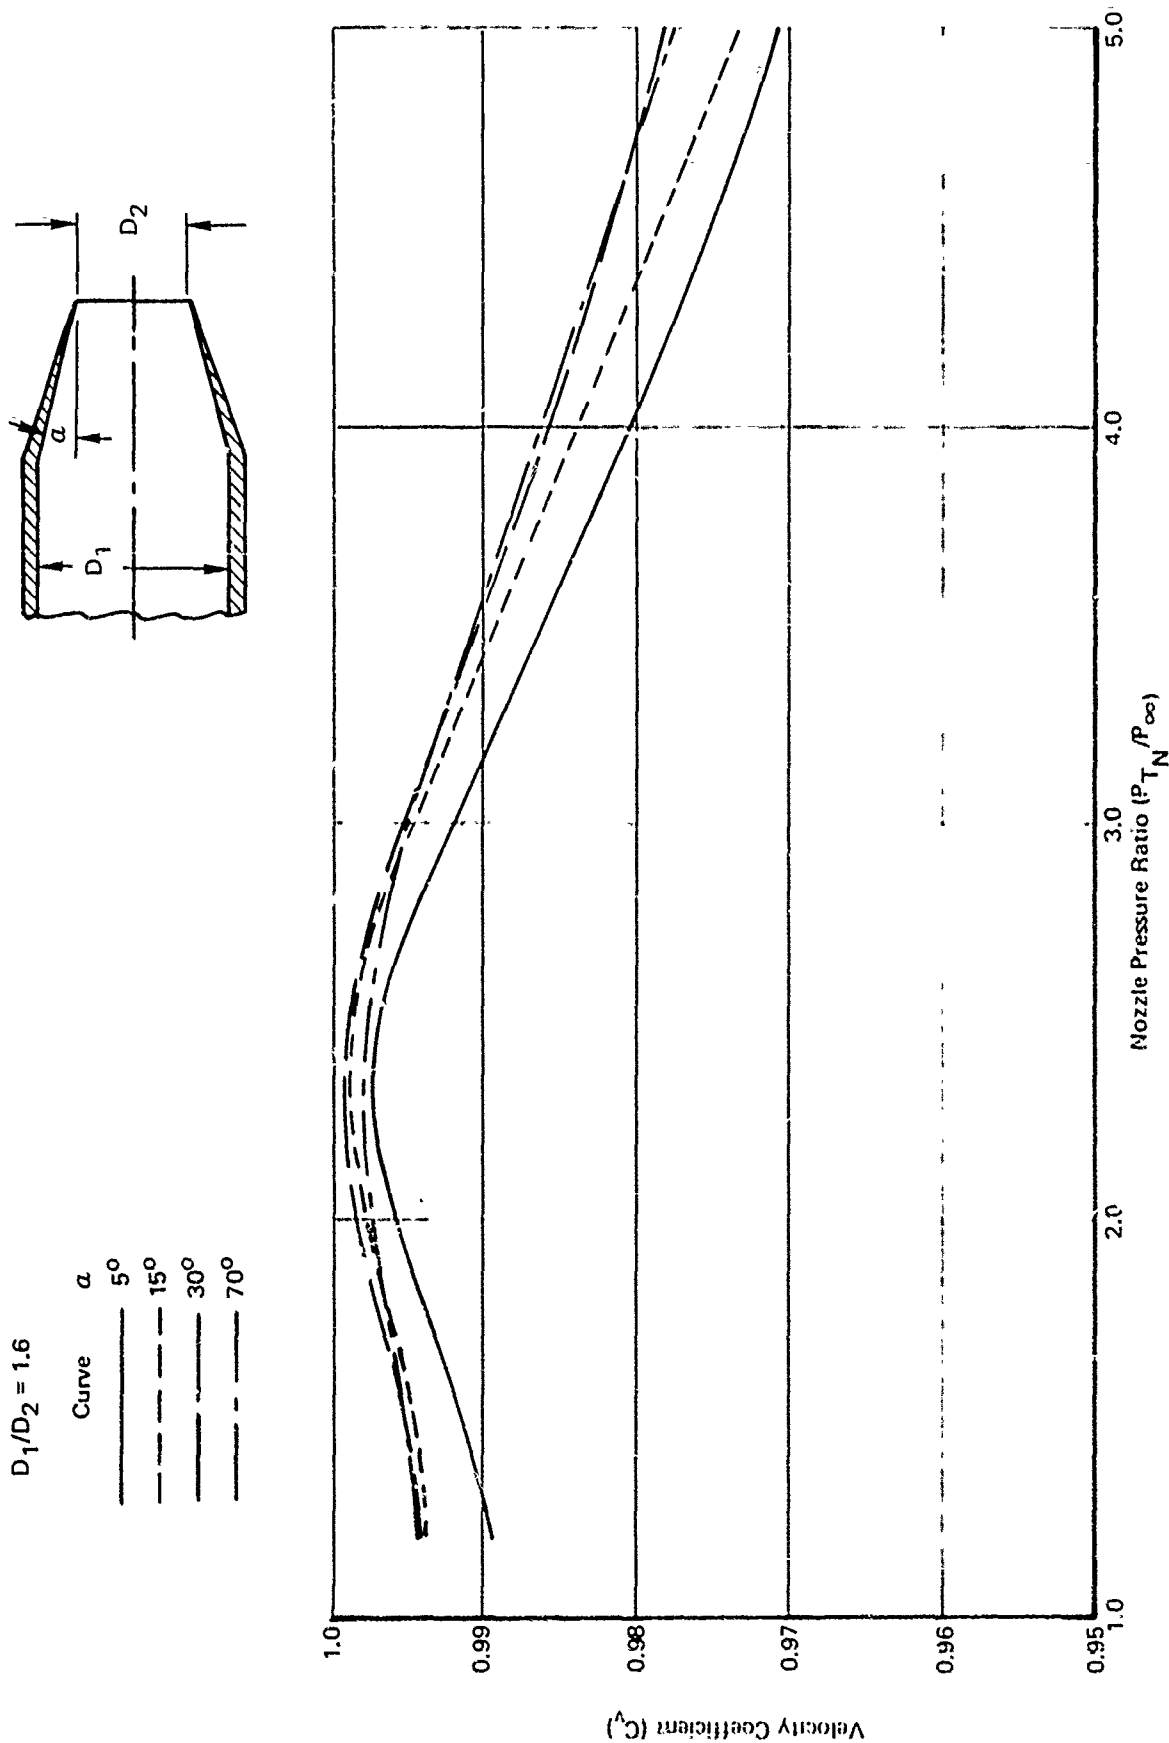 D1/D2 = 1.6
Curve α
5°
15°
30°
70°
α
D1
D2
Velocity Coefficient (Cv)
1.0
0.99
0.98
0.97
0.96
0.95
1.0
2.0
3.0
4.0
5.0
Nozzle Pressure Ratio (PTN/P∞)